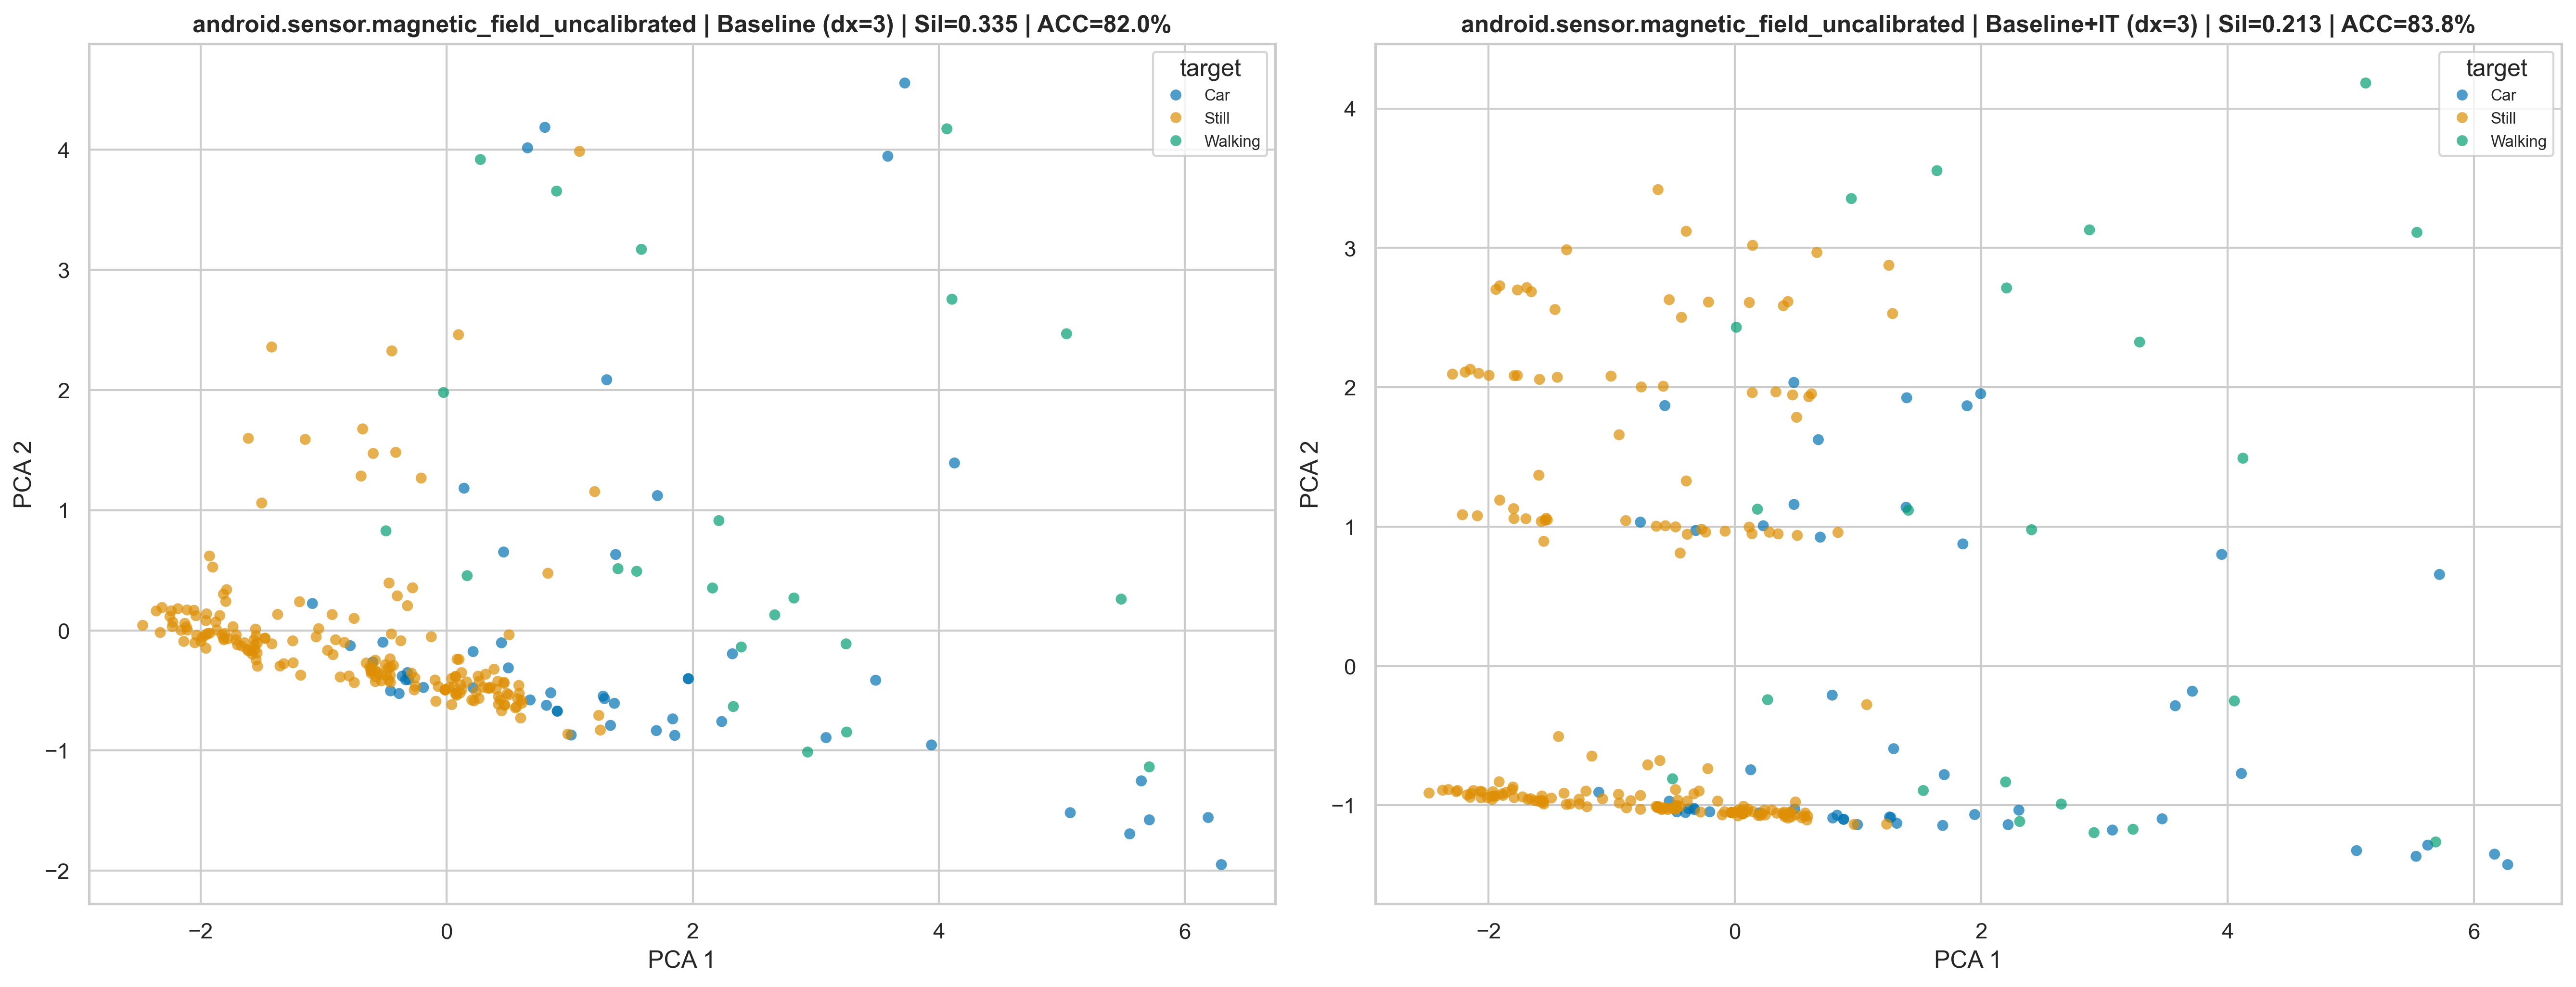 android.sensor.magnetic_field_uncalibrated | Baseline (dx=3) | Sil=0.335 | ACC=82.0%
target
Car
Still
Walking
4
3
2
1
0
−1
−2
PCA 2
−2
0
2
4
6
PCA 1
android.sensor.magnetic_field_uncalibrated | Baseline+IT (dx=3) | Sil=0.213 | ACC=83.8%
target
Car
Still
Walking
4
3
2
1
0
−1
PCA 2
−2
0
2
4
6
PCA 1